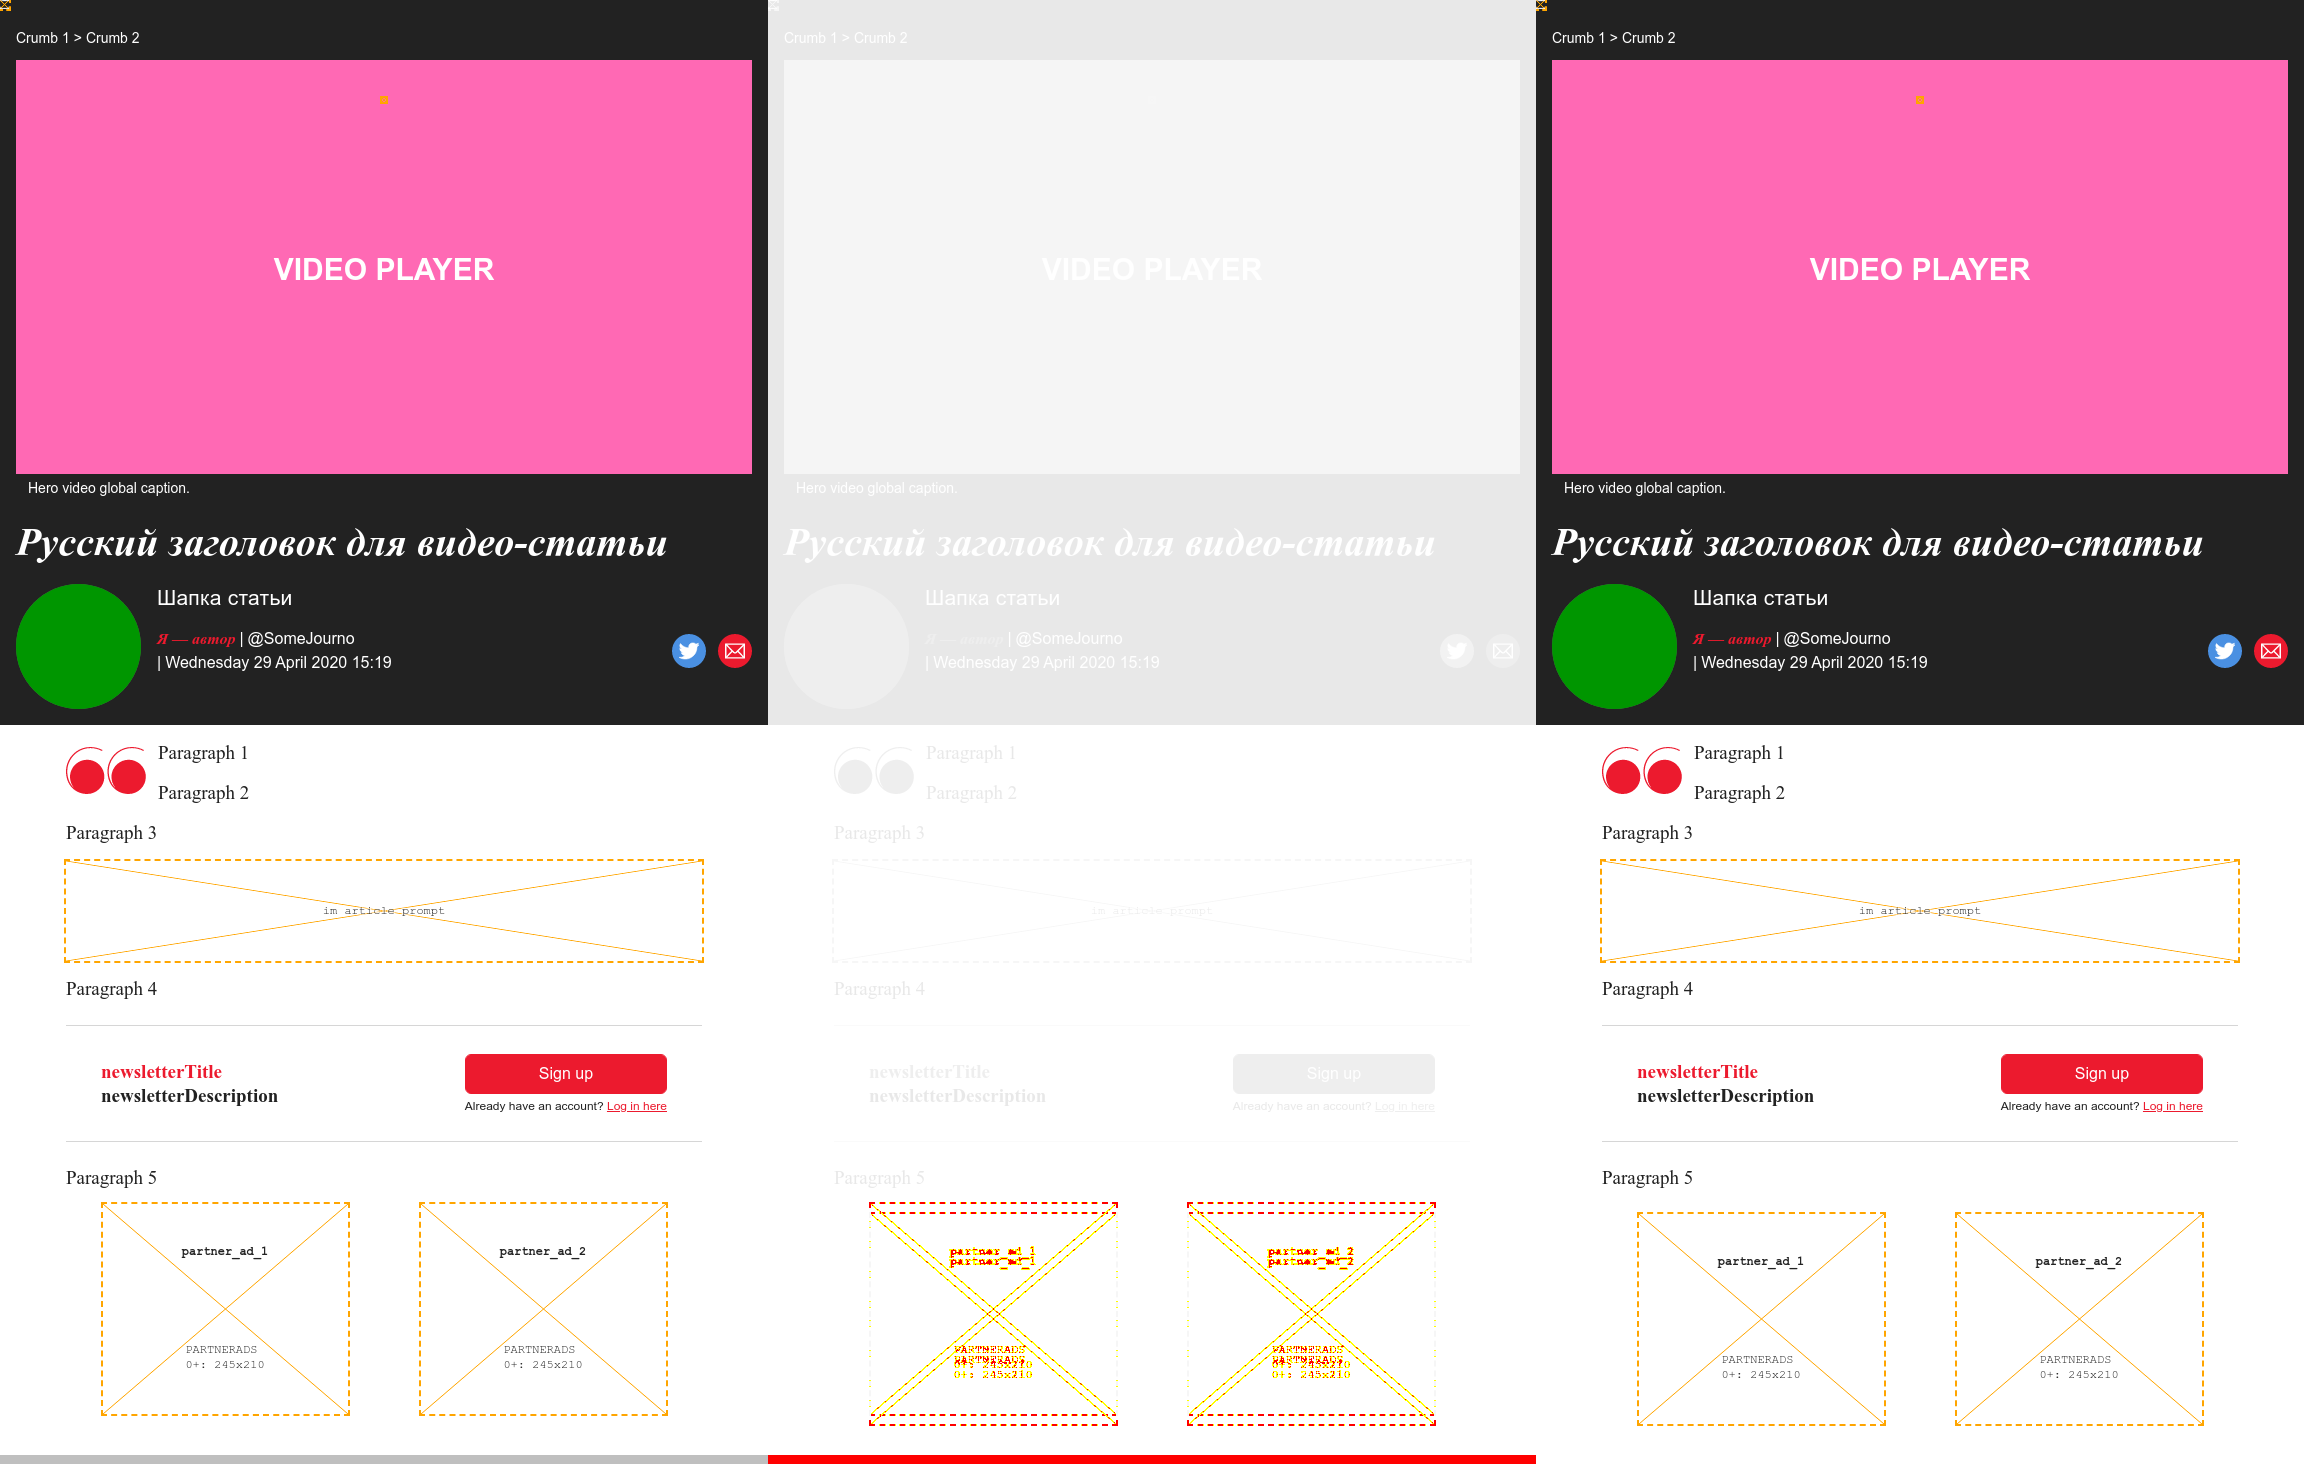 Crumb 1 > Crumb 2
VIDEO PLAYER
Hero video global caption.
Русский заголовок для видео-статьи
Шапка статьи
Я — автор | @SomeJourno
| Wednesday 29 April 2020 15:19
Paragraph 1
Paragraph 2
Paragraph 3
im article prompt
Paragraph 4
newsletterTitle
newsletterDescription
Sign up
Already have an account? Log in here
Paragraph 5
partner_ad_1
PARTNERADS
0+: 245x210
partner_ad_2
PARTNERADS
0+: 245x210
Crumb 1 > Crumb 2
VIDEO PLAYER
Hero video global caption.
Русский заголовок для видео-статьи
Шапка статьи
Я — автор | @SomeJourno
| Wednesday 29 April 2020 15:19
Paragraph 1
Paragraph 2
Paragraph 3
im article prompt
Paragraph 4
newsletterTitle
newsletterDescription
Sign up
Already have an account? Log in here
Paragraph 5
Crumb 1 > Crumb 2
VIDEO PLAYER
Hero video global caption.
Русский заголовок для видео-статьи
Шапка статьи
Я — автор | @SomeJourno
| Wednesday 29 April 2020 15:19
Paragraph 1
Paragraph 2
Paragraph 3
im article prompt
Paragraph 4
newsletterTitle
newsletterDescription
Sign up
Already have an account? Log in here
Paragraph 5
partner_ad_1
PARTNERADS
0+: 245x210
partner_ad_2
PARTNERADS
0+: 245x210